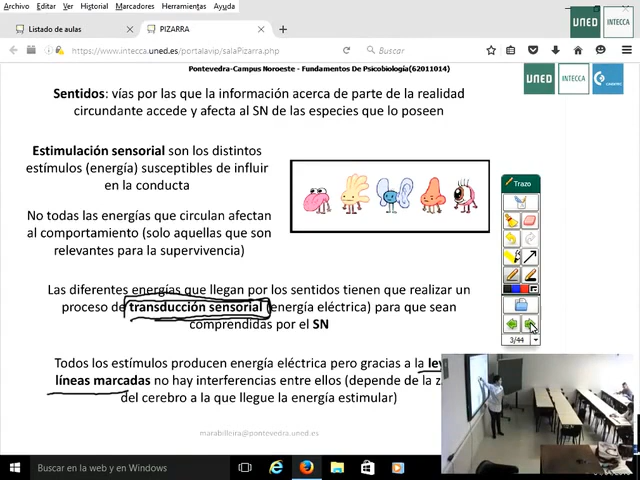 Archivo Editar Ver Historial Marcadores Herramientas Ayuda
Listado de aulas
PIZARRA
https://www.intecca.uned.es/portalavip/salaPizarra.php
Buscar
UNED
INTECCA
Pontevedra-Campus Noroeste - Fundamentos De Psicobiología(62011014)
UNED
INTECCA
Sentidos: vías por las que la información acerca de parte de la realidad
circundante accede y afecta al SN de las especies que lo poseen
Estimulación sensorial son los distintos
estímulos (energía) susceptibles de influir
en la conducta
No todas las energías que circulan afectan
al comportamiento (solo aquellas que son
relevantes para la supervivencia)
Trazo
Las diferentes energías que llegan por los sentidos tienen que realizar un
proceso de transducción sensorial (energía eléctrica) para que sean
comprendidas por el SN
3/44
Todos los estímulos producen energía eléctrica pero gracias a la ley
líneas marcadas no hay interferencias entre ellos (depende de la
del cerebro a la que llegue la energía estimular)
marabilleira@pontevedra.uned.es
Buscar en la web y en Windows